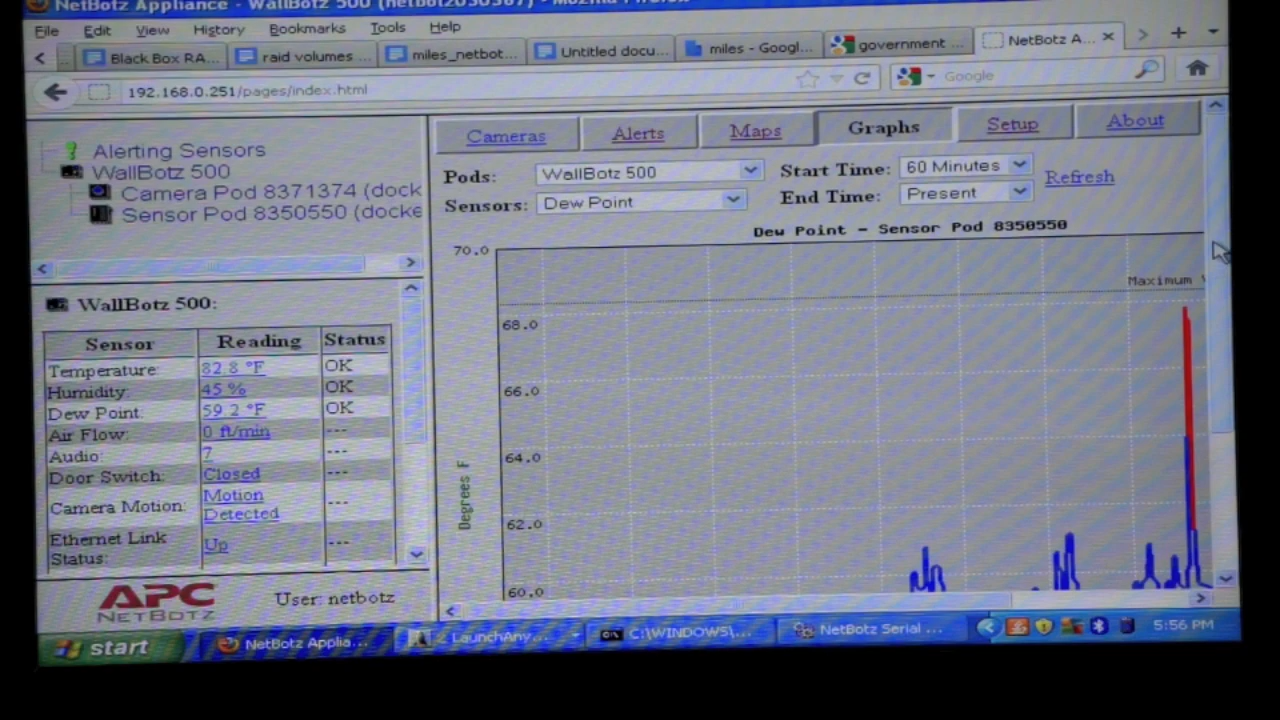 NetBotz Appliance - WallBotz 500
File Edit View History Bookmarks Tools Help
Black Box RA... raid volumes ... miles_netbot... Untitled docu... miles - Googl... government ... NetBotz A...
192.168.0.251/pages/index.html
Google
Alerting Sensors
WallBotz 500
Camera Pod 8371374 (dock
Sensor Pod 8350550 (docke
Cameras Alerts Maps Graphs Setup About
Pods: WallBotz 500 Start Time: 60 Minutes Refresh
Sensors: Dew Point End Time: Present
Dew Point - Sensor Pod 8350550
70.0
Maximum
68.0
66.0
64.0
62.0
60.0
Degrees F
WallBotz 500:
Sensor Reading Status
Temperature: 82.8 °F OK
Humidity: 45 % OK
Dew Point: 59.2 °F OK
Air Flow: 0 ft/min ---
Audio: 7 ---
Door Switch: Closed ---
Camera Motion: Motion Detected ---
Ethernet Link Status: Up ---
APC
NETBOTZ
User: netbotz
start NetBotz Applia... 2 LaunchAny... C:\WINDOWS\... NetBotz Serial ... 5:56 PM